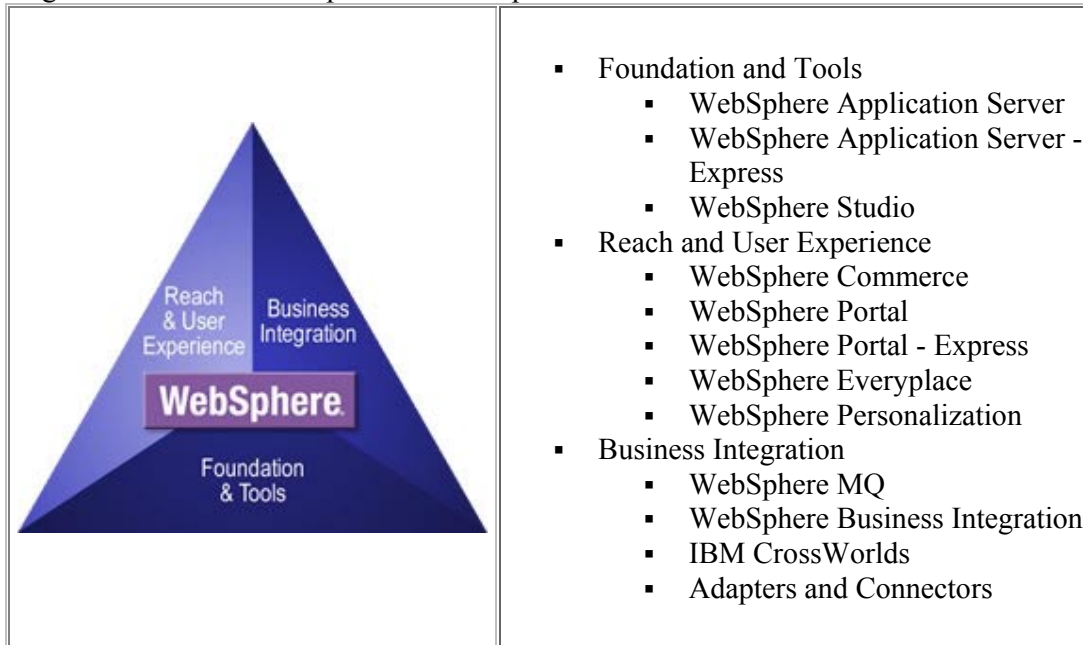 Reach
& User
Experience
Business
Integration
WebSphere.
Foundation
& Tools
▪ Foundation and Tools
▪ WebSphere Application Server
▪ WebSphere Application Server -
Express
▪ WebSphere Studio
▪ Reach and User Experience
▪ WebSphere Commerce
▪ WebSphere Portal
▪ WebSphere Portal - Express
▪ WebSphere Everyplace
▪ WebSphere Personalization
▪ Business Integration
▪ WebSphere MQ
▪ WebSphere Business Integration
▪ IBM CrossWorlds
▪ Adapters and Connectors